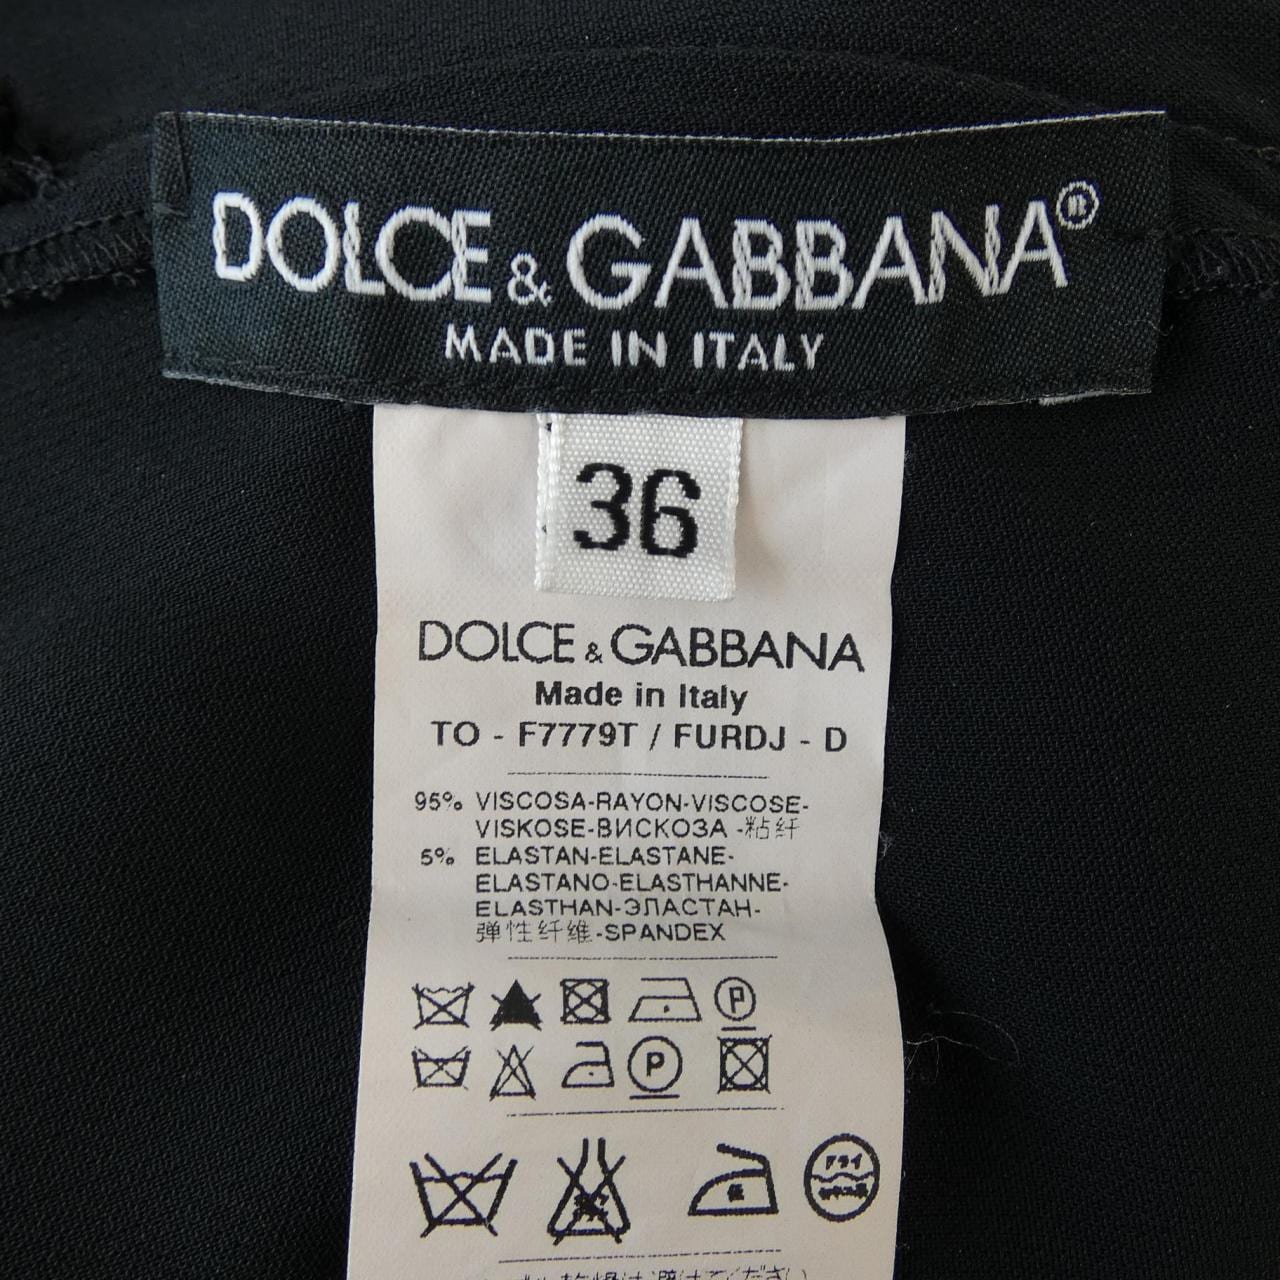 DOLCE & GABBANA®
MADE IN ITALY
36
DOLCE & GABBANA
Made in Italy
TO - F7779T / FURDJ - D
95% VISCOSA-RAYON-VISCOSE-
VISKOSE-ВИСКОЗА -粘纤
5% ELASTAN-ELASTANE-
ELASTANO-ELASTHANNE-
ELASTHAN-ЭЛАСТАН-
弹性纤维-SPANDEX
P
P
低
ドライ